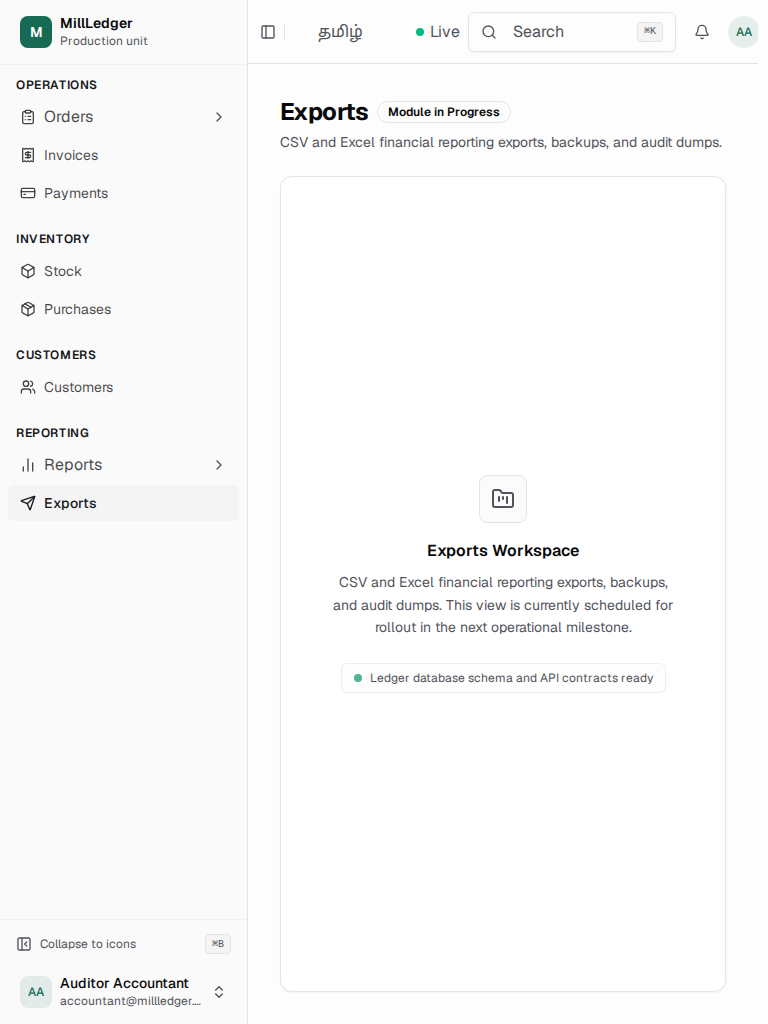 M
MillLedger
Production unit
OPERATIONS
Orders
Invoices
Payments
INVENTORY
Stock
Purchases
CUSTOMERS
Customers
REPORTING
Reports
Exports
Collapse to icons ⌘B
AA
Auditor Accountant
accountant@millledger.…
தமிழ்
Live
Search ⌘K
AA
Exports Module in Progress
CSV and Excel financial reporting exports, backups, and audit dumps.
Exports Workspace
CSV and Excel financial reporting exports, backups,
and audit dumps. This view is currently scheduled for
rollout in the next operational milestone.
Ledger database schema and API contracts ready